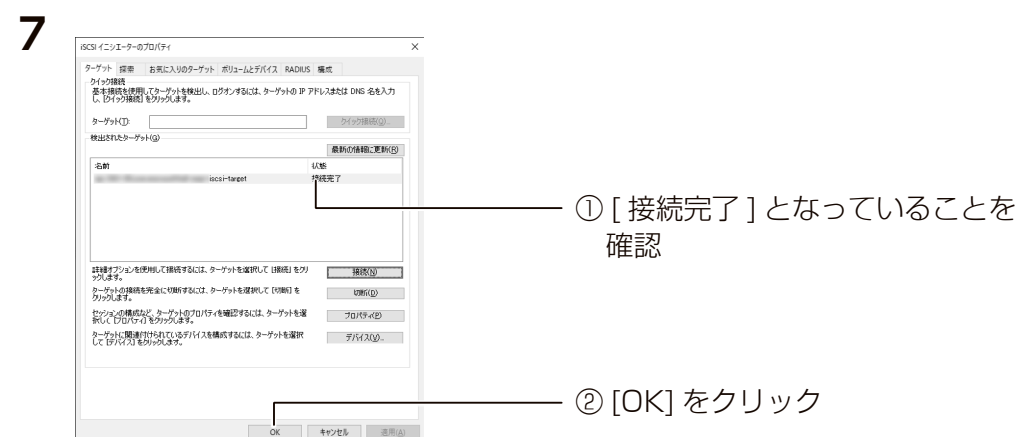 7
iSCSI イニシエーターのプロパティ
ターゲット 探索 お気に入りのターゲット ボリュームとデバイス RADIUS 構成
クイック接続
基本接続を使用してターゲットを検出し、ログオンするには、ターゲットの IP アドレスまたは DNS 名を入力
し、[クイック接続] をクリックします。
ターゲット(T):
クイック接続(Q)...
検出されたターゲット(G)
最新の情報に更新(R)
名前 状態
iscsi-target 接続完了
① [ 接続完了 ] となっていることを
確認
詳細オプションを使用して接続するには、ターゲットを選択して [接続] をクリ
ックします。
接続(N)
ターゲットの接続を完全に切断するには、ターゲットを選択して [切断] を
クリックします。
切断(D)
セッションの構成など、ターゲットのプロパティを確認するには、ターゲットを選
択して [プロパティ] をクリックします。
プロパティ(P)
ターゲットに関連付けられているデバイスを構成するには、ターゲットを選択
して [デバイス] をクリックします。
デバイス(V)...
② [OK] をクリック
OK キャンセル 適用(A)